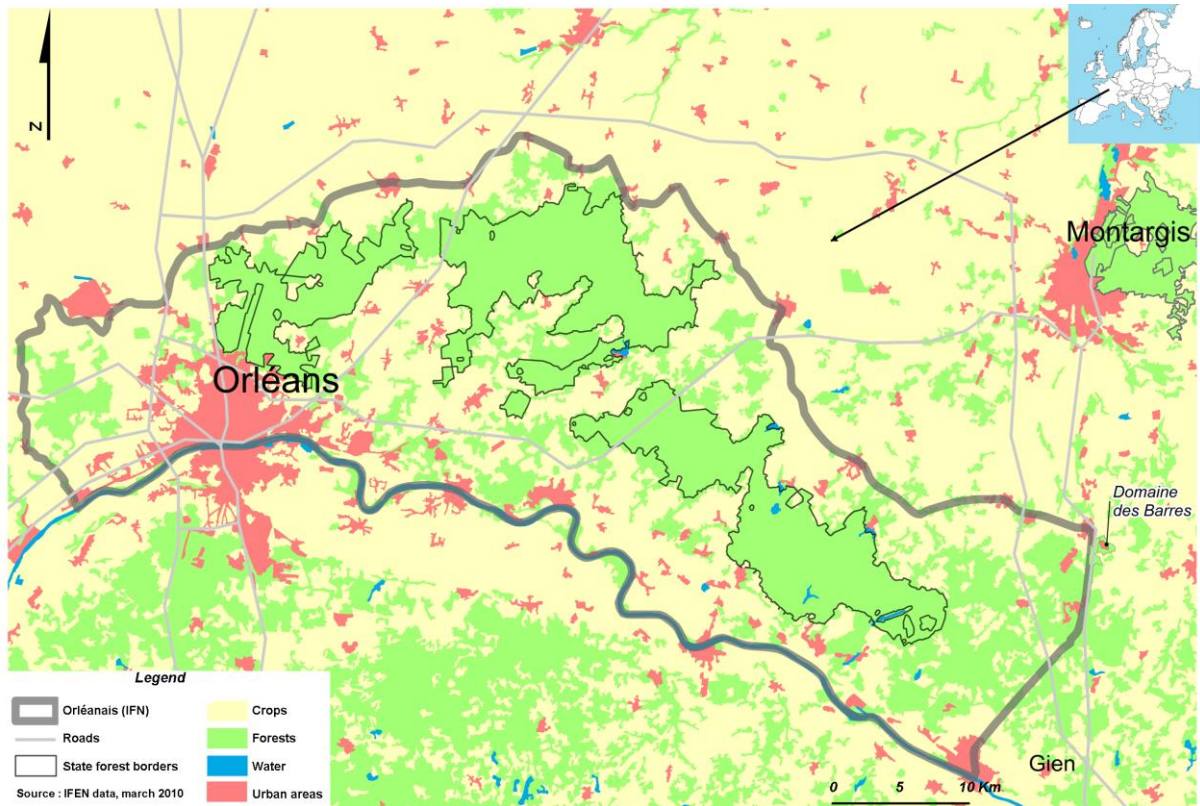 Z
Montargis
Orléans
Domaine
des Barres
Gien
Legend
Orléanais (IFN)
Roads
State forest borders
Source : IFEN data, march 2010
Crops
Forests
Water
Urban areas
0 5 10 Km